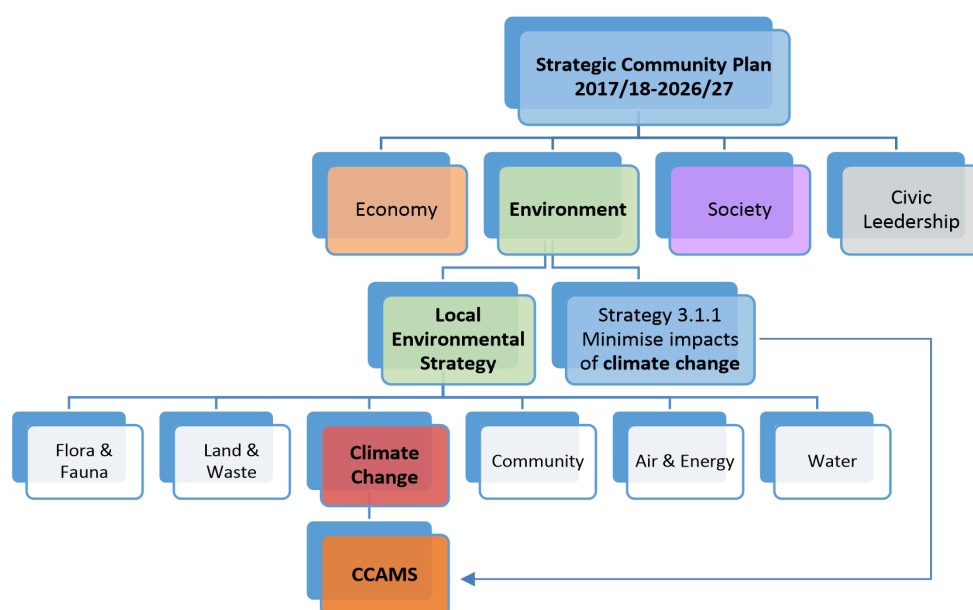 Strategic Community Plan
2017/18-2026/27
Economy
Environment
Society
Civic
Leedership
Local
Environmental
Strategy
Strategy 3.1.1
Minimise impacts
of climate change
Flora &
Fauna
Land &
Waste
Climate
Change
Community
Air & Energy
Water
CCAMS